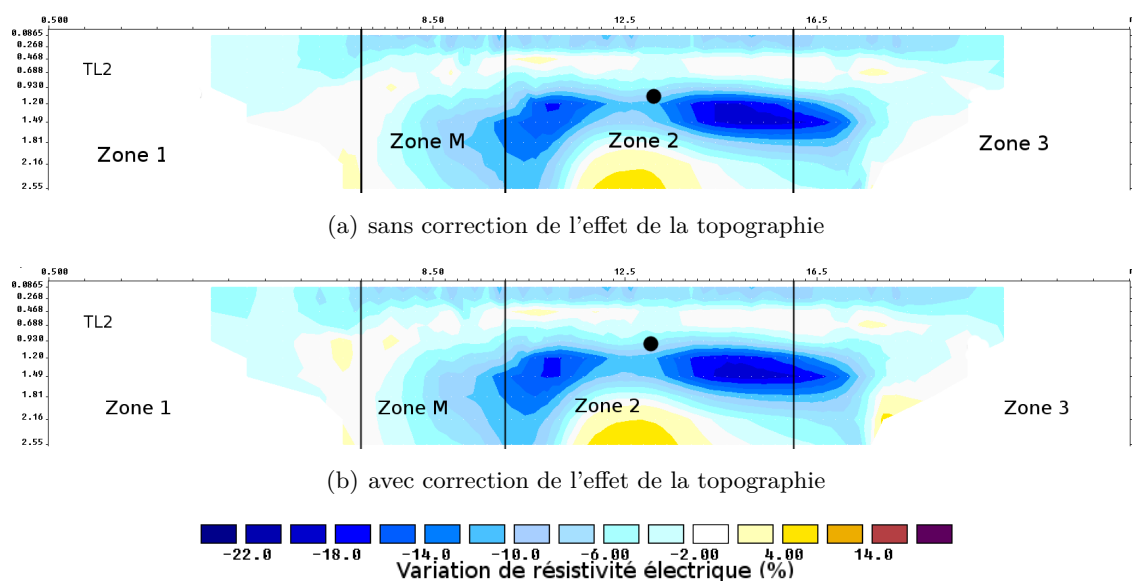 0.500 8.50 12.5 16.5
0.0865
0.268
0.468
0.688
0.930
1.20
1.49
1.81
2.16
2.55
TL2
Zone 1
Zone M
Zone 2
Zone 3
(a) sans correction de l'effet de la topographie
0.500 8.50 12.5 16.5
0.0865
0.268
0.468
0.688
0.930
1.20
1.49
1.81
2.16
2.55
TL2
Zone 1
Zone M
Zone 2
Zone 3
(b) avec correction de l'effet de la topographie
-22.0 -18.0 -14.0 -10.0 -6.00 -2.00 4.00 14.0
Variation de résistivité électrique (%)